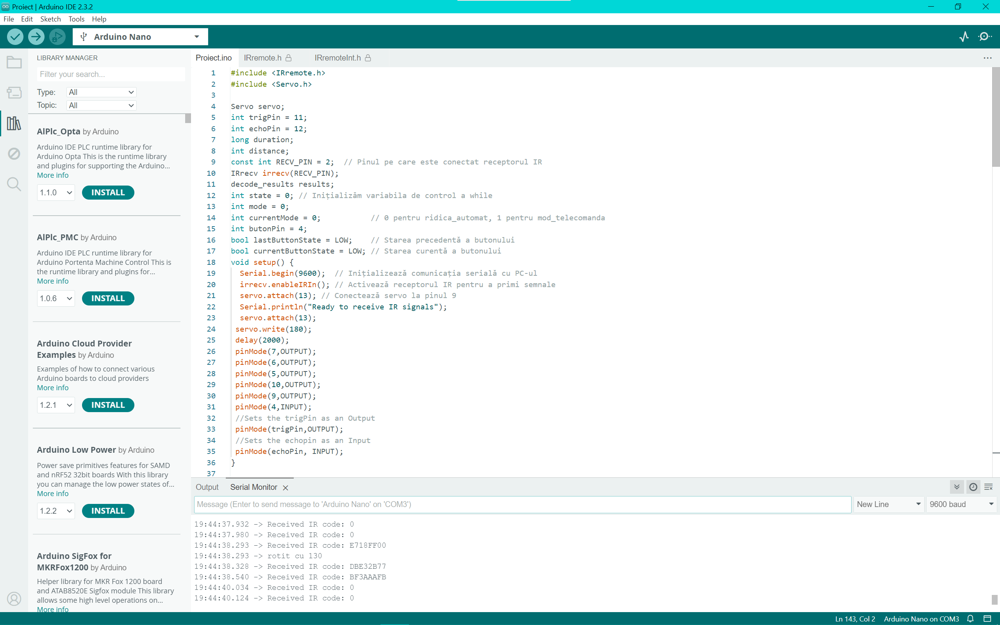 Proiect | Arduino IDE 2.3.2
File Edit Sketch Tools Help
Arduino Nano
LIBRARY MANAGER
Filter your search...
Type: All
Topic: All
AlPlc_Opta by Arduino
Arduino IDE PLC runtime library for
Arduino Opta This is the runtime library
and plugins for supporting the Arduino...
More info
1.1.0 INSTALL
AlPlc_PMC by Arduino
Arduino IDE PLC runtime library for
Arduino Portenta Machine Control This is
the runtime library and plugins for...
More info
1.0.6 INSTALL
Arduino Cloud Provider
Examples by Arduino
Examples of how to connect various
Arduino boards to cloud providers
More info
1.2.1 INSTALL
Arduino Low Power by Arduino
Power save primitives features for SAMD
and nRF52 32bit boards With this library
you can manage the low power states of...
More info
1.2.2 INSTALL
Arduino SigFox for
MKRFox1200 by Arduino
Helper library for MKR Fox 1200 board
and ATAB8520E Sigfox module This library
allows some high level operations on...
More info
Proiect.ino IRremote.h IRremoteInt.h
1 #include <IRremote.h>
2 #include <Servo.h>
3
4 Servo servo;
5 int trigPin = 11;
6 int echoPin = 12;
7 long duration;
8 int distance;
9 const int RECV_PIN = 2; // Pinul pe care este conectat receptorul IR
10 IRrecv irrecv(RECV_PIN);
11 decode_results results;
12 int state = 0; // Inițializăm variabila de control a while
13 int mode = 0;
14 int currentMode = 0; // 0 pentru ridica_automat, 1 pentru mod_telecomanda
15 int butonPin = 4;
16 bool lastButtonState = LOW; // Starea precedentă a butonului
17 bool currentButtonState = LOW; // Starea curentă a butonului
18 void setup() {
19 Serial.begin(9600); // Inițializează comunicația serială cu PC-ul
20 irrecv.enableIRIn(); // Activează receptorul IR pentru a primi semnale
21 servo.attach(13); // Conectează servo la pinul 9
22 Serial.println("Ready to receive IR signals");
23 servo.attach(13);
24 servo.write(180);
25 delay(2000);
26 pinMode(7,OUTPUT);
27 pinMode(6,OUTPUT);
28 pinMode(5,OUTPUT);
29 pinMode(10,OUTPUT);
30 pinMode(9,OUTPUT);
31 pinMode(4,INPUT);
32 //Sets the trigPin as an Output
33 pinMode(trigPin,OUTPUT);
34 //Sets the echopin as an Input
35 pinMode(echoPin, INPUT);
36 }
37
Output Serial Monitor
Message (Enter to send message to 'Arduino Nano' on 'COM3') New Line 9600 baud
19:44:37.932 -> Received IR code: 0
19:44:37.980 -> Received IR code: 0
19:44:38.293 -> Received IR code: E718FF00
19:44:38.293 -> rotit cu 130
19:44:38.328 -> Received IR code: DBE32B77
19:44:38.540 -> Received IR code: BF3AAAFB
19:44:40.034 -> Received IR code: 0
19:44:40.124 -> Received IR code: 0
Ln 143, Col 2 Arduino Nano on COM3